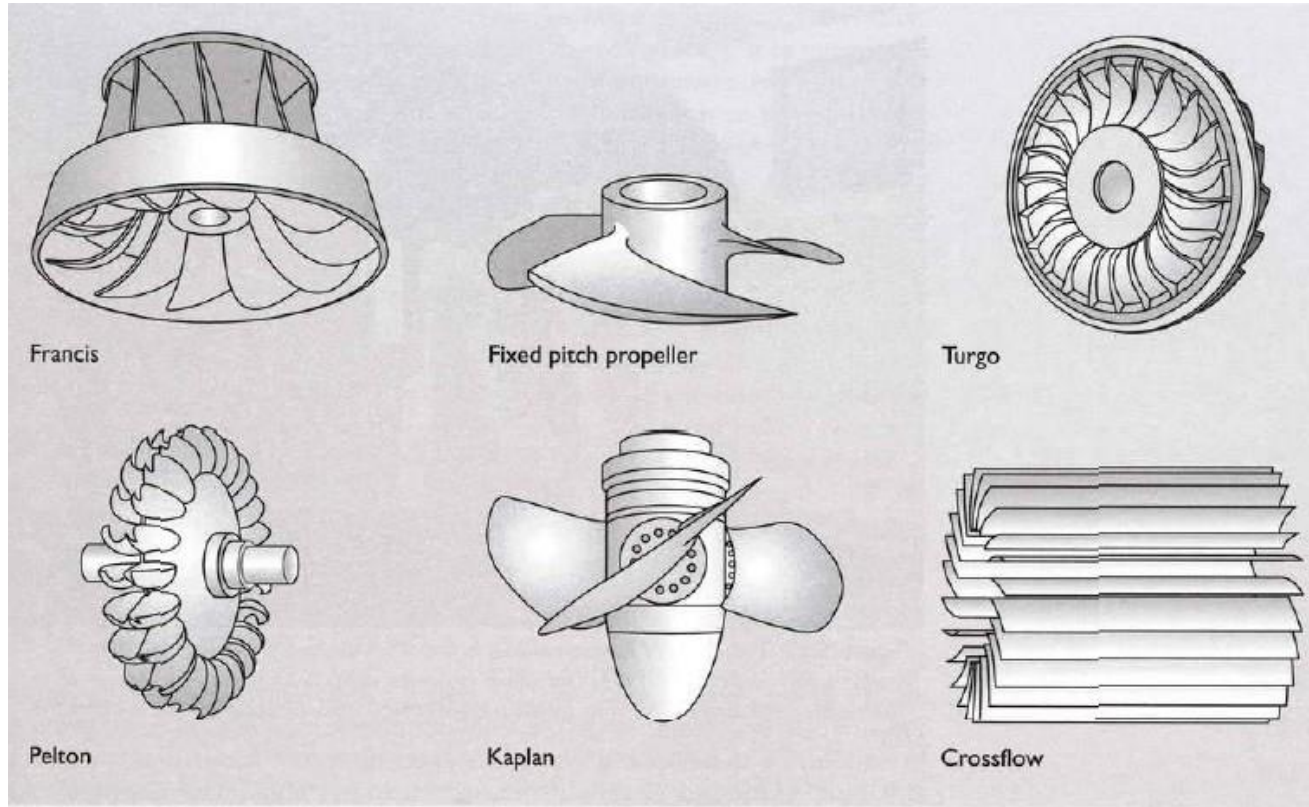 Francis
Fixed pitch propeller
Turgo
Pelton
Kaplan
Crossflow